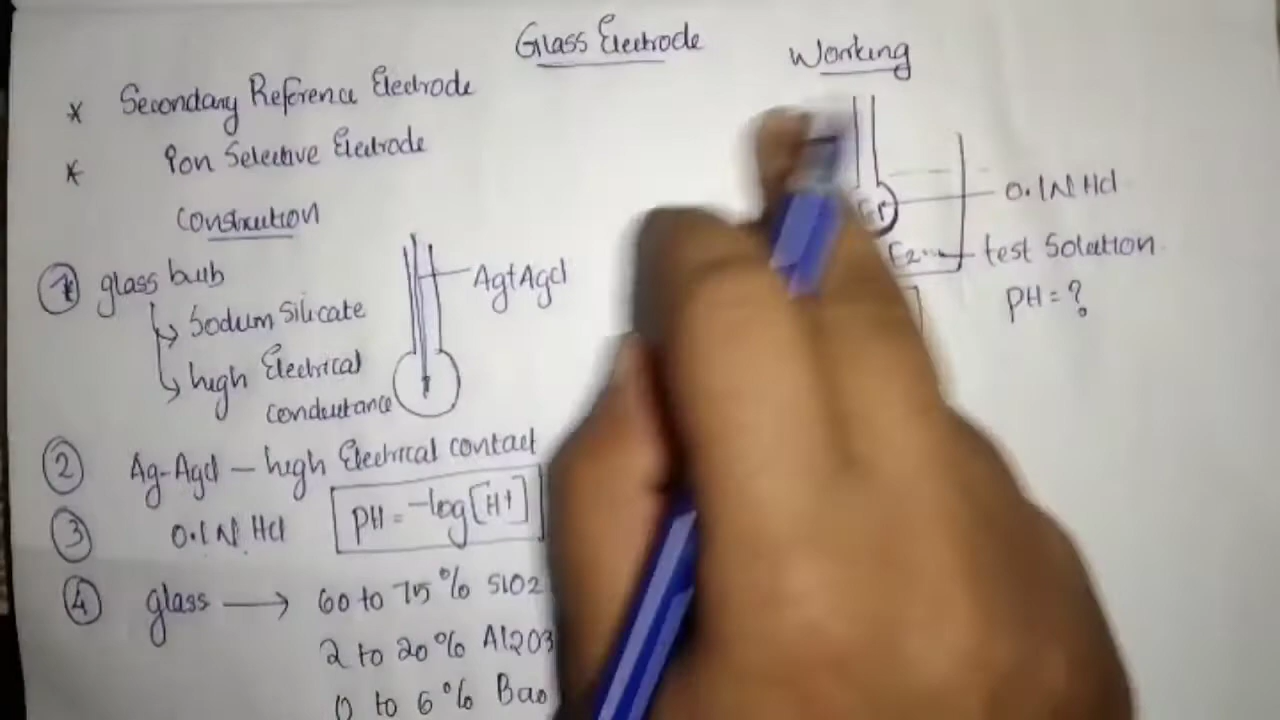 Glass Electrode
* Secondary Reference Electrode
* Ion Selective Electrode
Construction
① glass bulb
↳ Sodium Silicate
↳ high Electrical
conductance
Ag+Agcl
② Ag-Agcl — high Electrical contact
③ 0.1N Hcl
PH = -log[H+]
④ glass → 60 to 75% SiO2
2 to 20% Al2O3
0 to 6% Bao
Working
0.1N Hcl
E2
test Solution
PH = ?